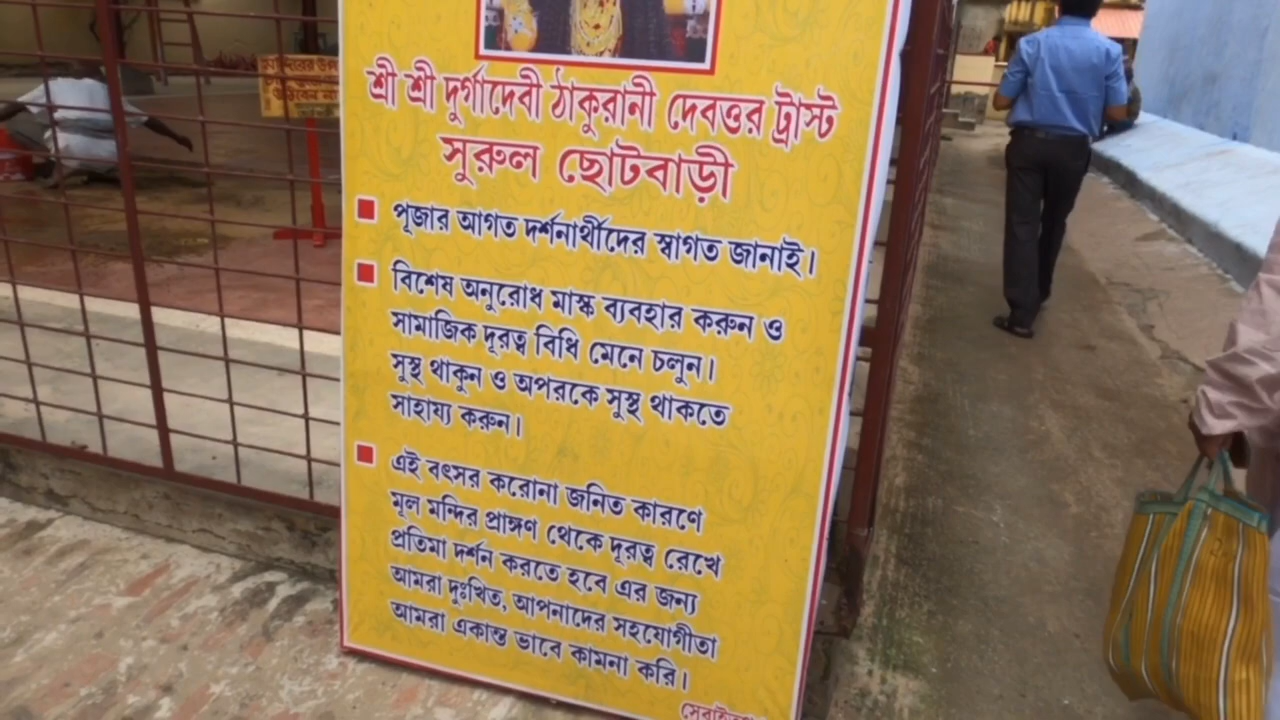 শ্রী শ্রী দুর্গাদেবী ঠাকুরানী দেবত্তর ট্রাস্ট
সুরুল ছোটবাড়ী
পূজার আগত দর্শনার্থীদের স্বাগত জানাই।
বিশেষ অনুরোধ মাস্ক ব্যবহার করুন ও
সামাজিক দূরত্ব বিধি মেনে চলুন।
সুস্থ থাকুন ও অপরকে সুস্থ থাকতে
সাহায্য করুন।
এই বৎসর করোনা জনিত কারণে
মূল মন্দির প্রাঙ্গণ থেকে দূরত্ব রেখে
প্রতিমা দর্শন করতে হবে এর জন্য
আমরা দুঃখিত, আপনাদের সহযোগীতা
আমরা একান্ত ভাবে কামনা করি।